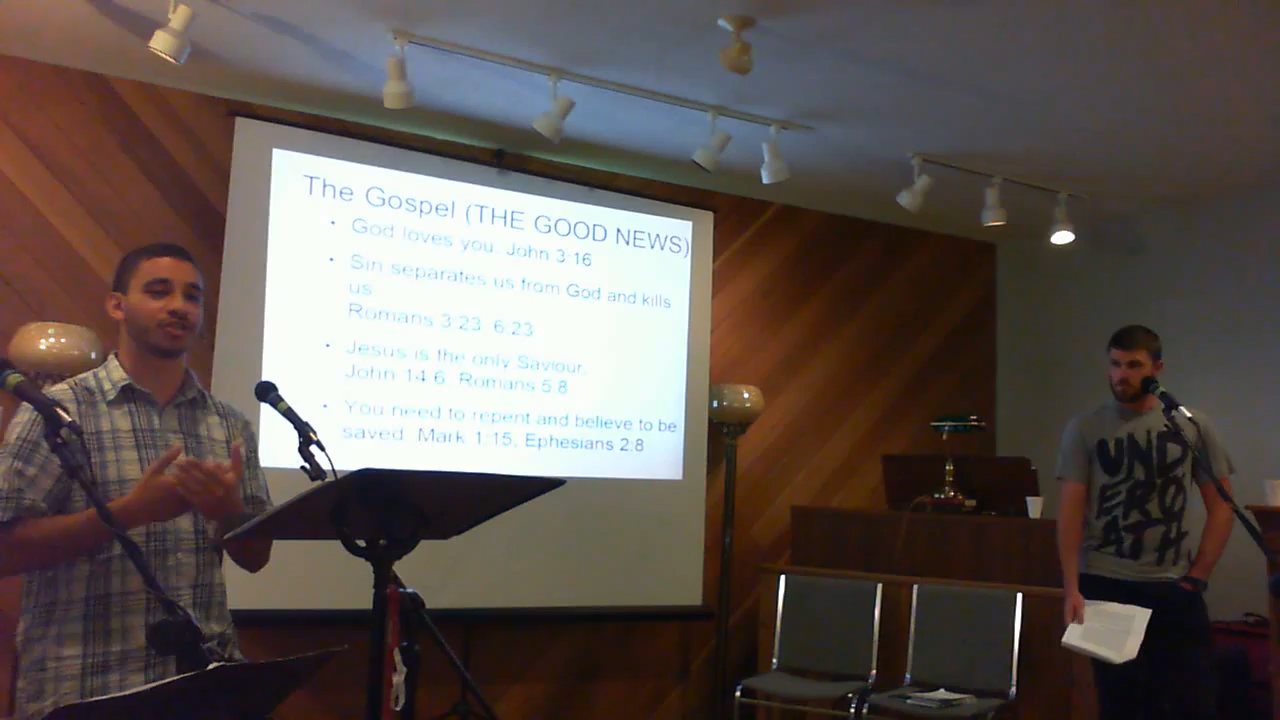 The Gospel (THE GOOD NEWS)
• God loves you. John 3:16
• Sin separates us from God and kills
us
Romans 3:23 6:23
• Jesus is the only Saviour.
John 14:6, Romans 5:8
• You need to repent and believe to be
saved Mark 1:15, Ephesians 2:8
UND
ERØ
ATH